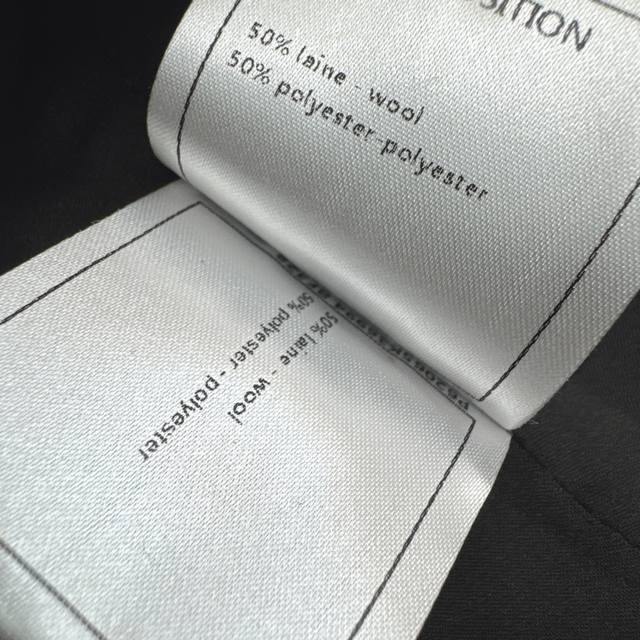 SITION
50% laine - wool
50% polyester-polyester
50% laine - wool
50% polyester - polyester